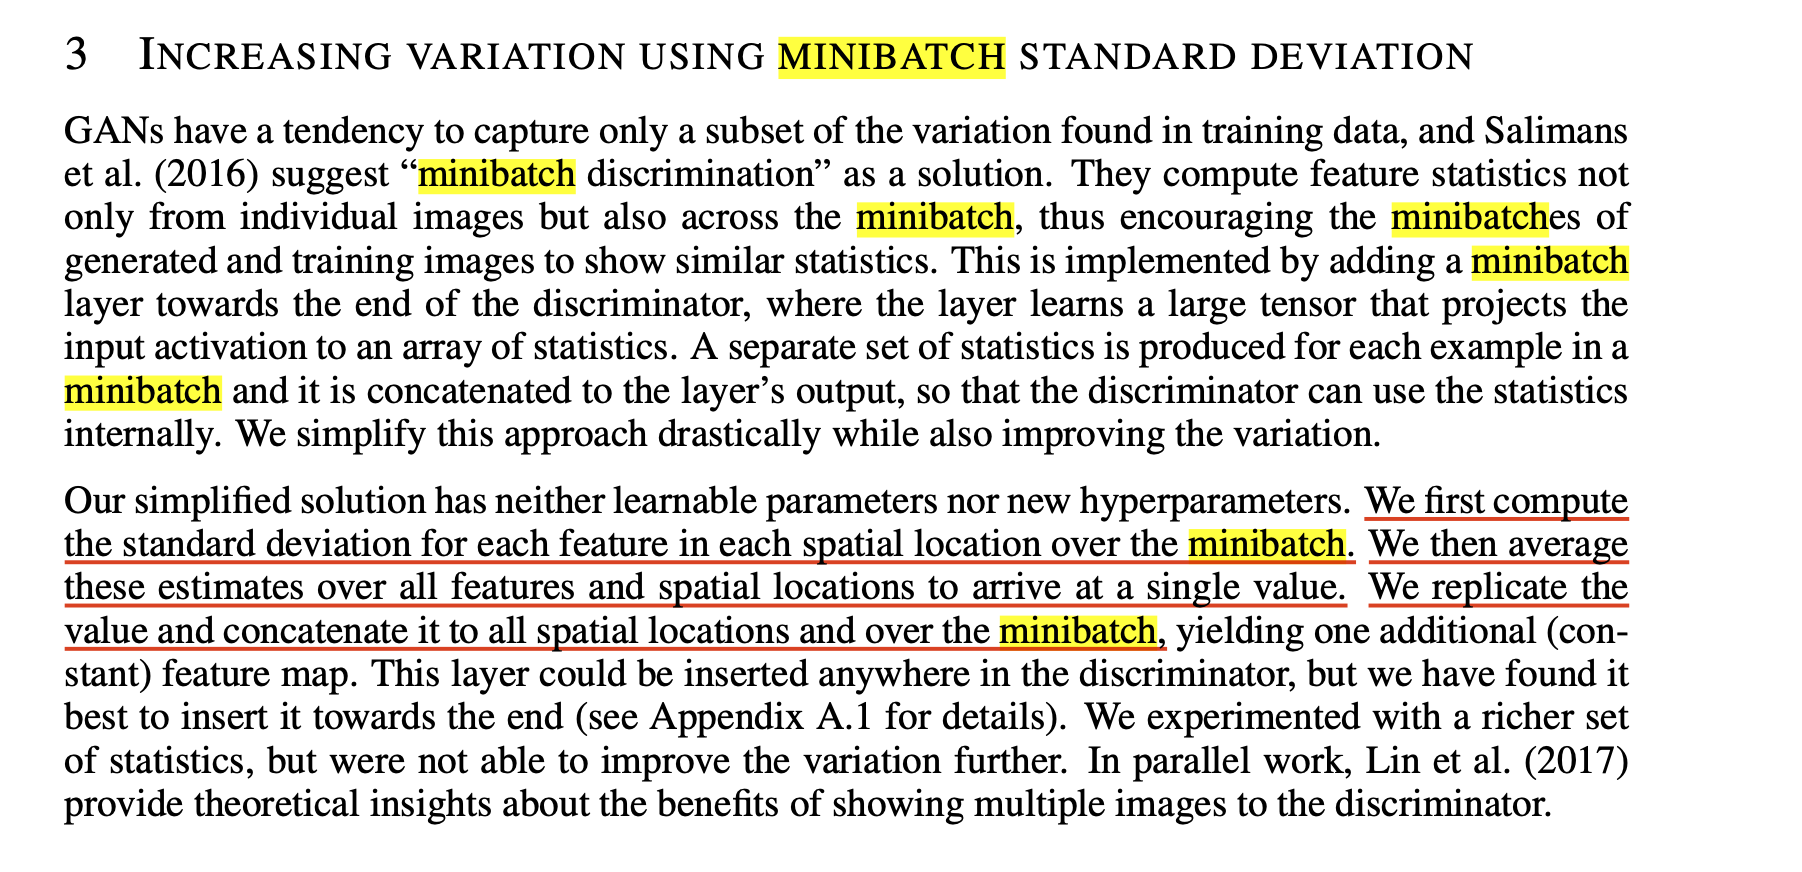 3 INCREASING VARIATION USING MINIBATCH STANDARD DEVIATION
GANs have a tendency to capture only a subset of the variation found in training data, and Salimans
et al. (2016) suggest “minibatch discrimination” as a solution. They compute feature statistics not
only from individual images but also across the minibatch, thus encouraging the minibatches of
generated and training images to show similar statistics. This is implemented by adding a minibatch
layer towards the end of the discriminator, where the layer learns a large tensor that projects the
input activation to an array of statistics. A separate set of statistics is produced for each example in a
minibatch and it is concatenated to the layer’s output, so that the discriminator can use the statistics
internally. We simplify this approach drastically while also improving the variation.
Our simplified solution has neither learnable parameters nor new hyperparameters. We first compute
the standard deviation for each feature in each spatial location over the minibatch. We then average
these estimates over all features and spatial locations to arrive at a single value. We replicate the
value and concatenate it to all spatial locations and over the minibatch, yielding one additional (con-
stant) feature map. This layer could be inserted anywhere in the discriminator, but we have found it
best to insert it towards the end (see Appendix A.1 for details). We experimented with a richer set
of statistics, but were not able to improve the variation further. In parallel work, Lin et al. (2017)
provide theoretical insights about the benefits of showing multiple images to the discriminator.